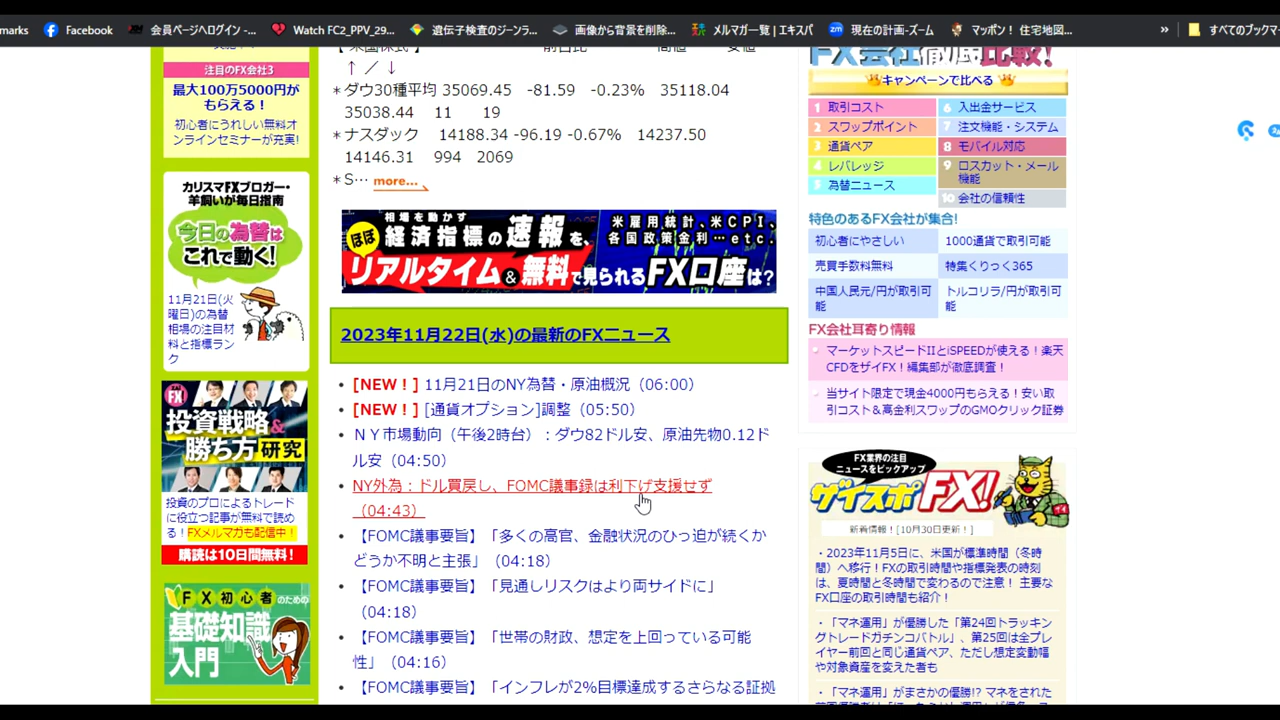 marks
Facebook
会員ページへログイン -...
Watch FC2_PPV_29...
遺伝子検査のジーンラ...
画像から背景を削除...
メルマガ一覧 | エキスパ
現在の計画-ズーム
マッポン！ 住宅地図...
»
すべてのブックマー
注目のFX会社3
最大100万5000円が
もらえる！
初心者にうれしい無料オ
ンラインセミナーが充実!
カリスマFXブロガー・
羊飼いが毎日指南
今日の為替は
これで動く!
11月21日(火
曜日)の為替
相場の注目材
料と指標ラン
ク
ザイFX!
投資戦略&
勝ち方研究
投資のプロによるトレード
に役立つ記事が無料で読め
る！FXメルマガも配信中！
購読は10日間無料!
FX初心者のための
基礎知識
入門
↑ ／ ↓
＊ダウ30種平均 35069.45 -81.59 -0.23% 35118.04
35038.44 11 19
＊ナスダック 14188.34 -96.19 -0.67% 14237.50
14146.31 994 2069
＊S… more...
相場を動かす
経済指標の速報を、
米雇用統計、米CPI、
各国政策金利…etc.
ほぼ
リアルタイム&無料で見られるFX口座は?
2023年11月22日(水)の最新のFXニュース
• [NEW！] 11月21日のNY為替・原油概況（06:00）
• [NEW！] [通貨オプション]調整（05:50）
• ＮＹ市場動向（午後2時台）：ダウ82ドル安、原油先物0.12ド
ル安（04:50）
• NY外為：ドル買戻し、FOMC議事録は利下げ支援せず
（04:43）
• 【FOMC議事要旨】「多くの高官、金融状況のひっ迫が続くか
どうか不明と主張」（04:18）
• 【FOMC議事要旨】「見通しリスクはより両サイドに」
（04:18）
• 【FOMC議事要旨】「世帯の財政、想定を上回っている可能
性」（04:16）
• 【FOMC議事要旨】「インフレが2%目標達成するさらなる証拠
FX会社徹底比較!
キャンペーンで比べる
1 取引コスト
6 入出金サービス
2 スワップポイント
7 注文機能・システム
3 通貨ペア
8 モバイル対応
4 レバレッジ
9 ロスカット・メール
機能
5 為替ニュース
10 会社の信頼性
特色のあるFX会社が集合!
初心者にやさしい
1000通貨で取引可能
売買手数料無料
特集くりっく365
中国人民元/円が取引可
能
トルコリラ/円が取引可
能
FX会社耳寄り情報
マーケットスピードIIとiSPEEDが使える！楽天
CFDをザイFX！編集部が徹底調査！
当サイト限定で現金4000円もらえる！安い取
引コスト＆高金利スワップのGMOクリック証券
FX業界の注目
ニュースをピックアップ
ザイスポFX!
新着情報！[10月30日更新！]
・2023年11月5日に、米国が標準時間（冬時
間）へ移行！FXの取引時間や指標発表の時刻
は、夏時間と冬時間で変わるので注意！ 主要な
FX口座の取引時間も紹介！
・「マネ運用」が優勝した「第24回トラッキン
グトレードガチンコバトル」、第25回は全プレ
イヤー前回と同じ通貨ペア、ただし想定変動幅
や対象資産を変えた者も
・「マネ運用」がまさかの優勝!? マネをされた